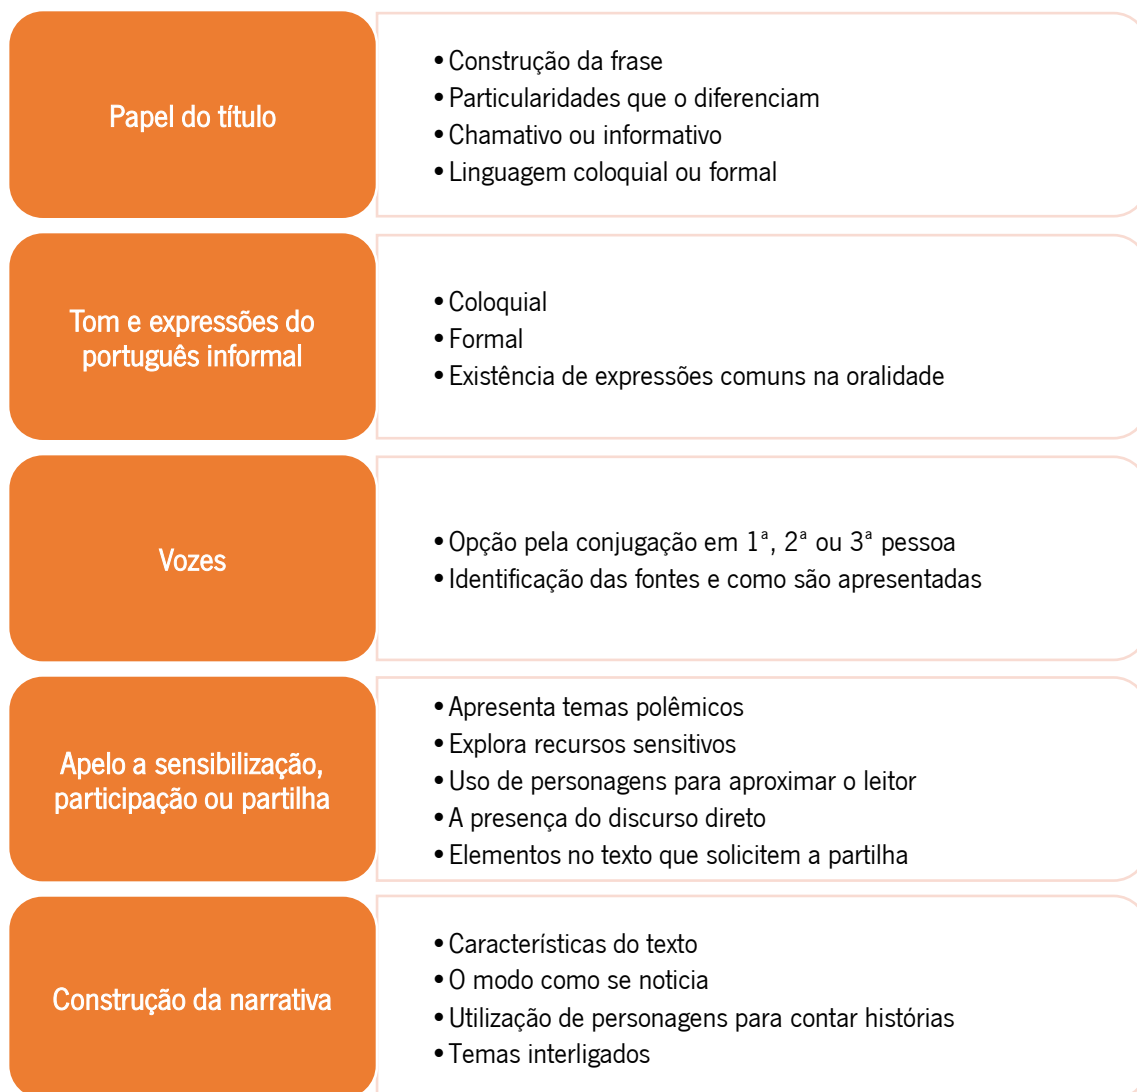 Papel do título
• Construção da frase
• Particularidades que o diferenciam
• Chamativo ou informativo
• Linguagem coloquial ou formal
Tom e expressões do
português informal
• Coloquial
• Formal
• Existência de expressões comuns na oralidade
Vozes
• Opção pela conjugação em 1ª, 2ª ou 3ª pessoa
• Identificação das fontes e como são apresentadas
Apelo a sensibilização,
participação ou partilha
• Apresenta temas polêmicos
• Explora recursos sensitivos
• Uso de personagens para aproximar o leitor
• A presença do discurso direto
• Elementos no texto que solicitem a partilha
Construção da narrativa
• Características do texto
• O modo como se noticia
• Utilização de personagens para contar histórias
• Temas interligados